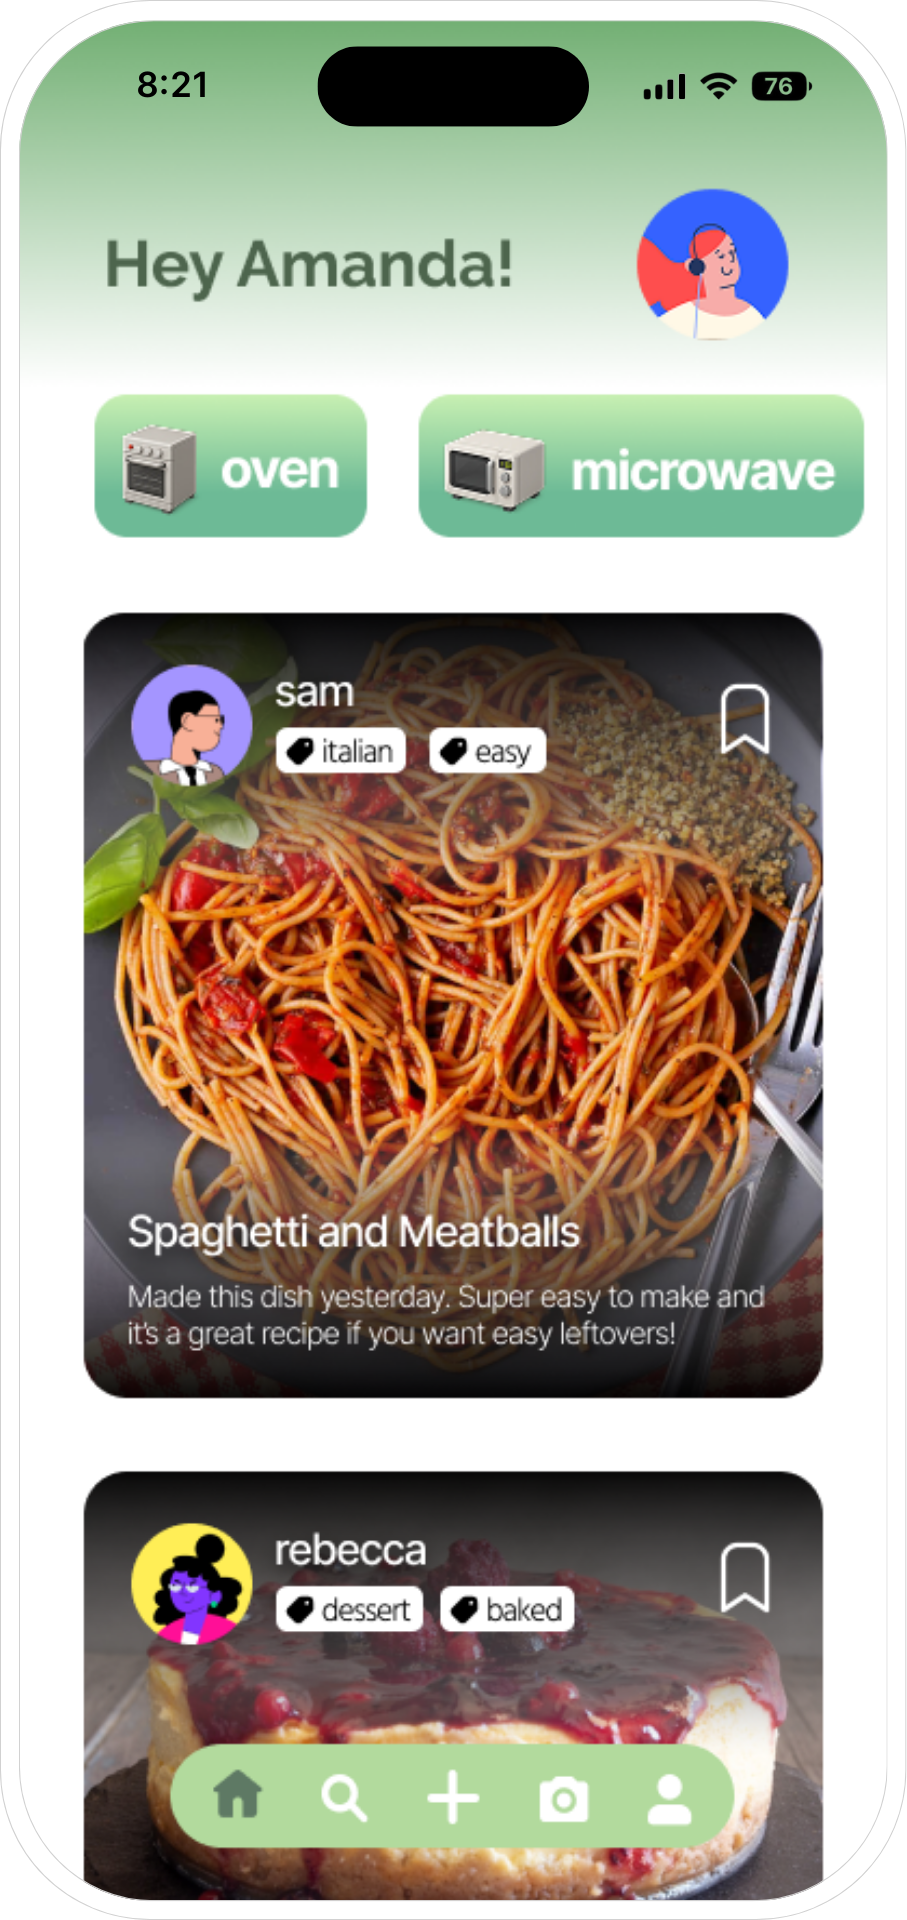 8:21
76
Hey Amanda!
oven
microwave
sam
italian
easy
Spaghetti and Meatballs
Made this dish yesterday. Super easy to make and
it's a great recipe if you want easy leftovers!
rebecca
dessert
baked